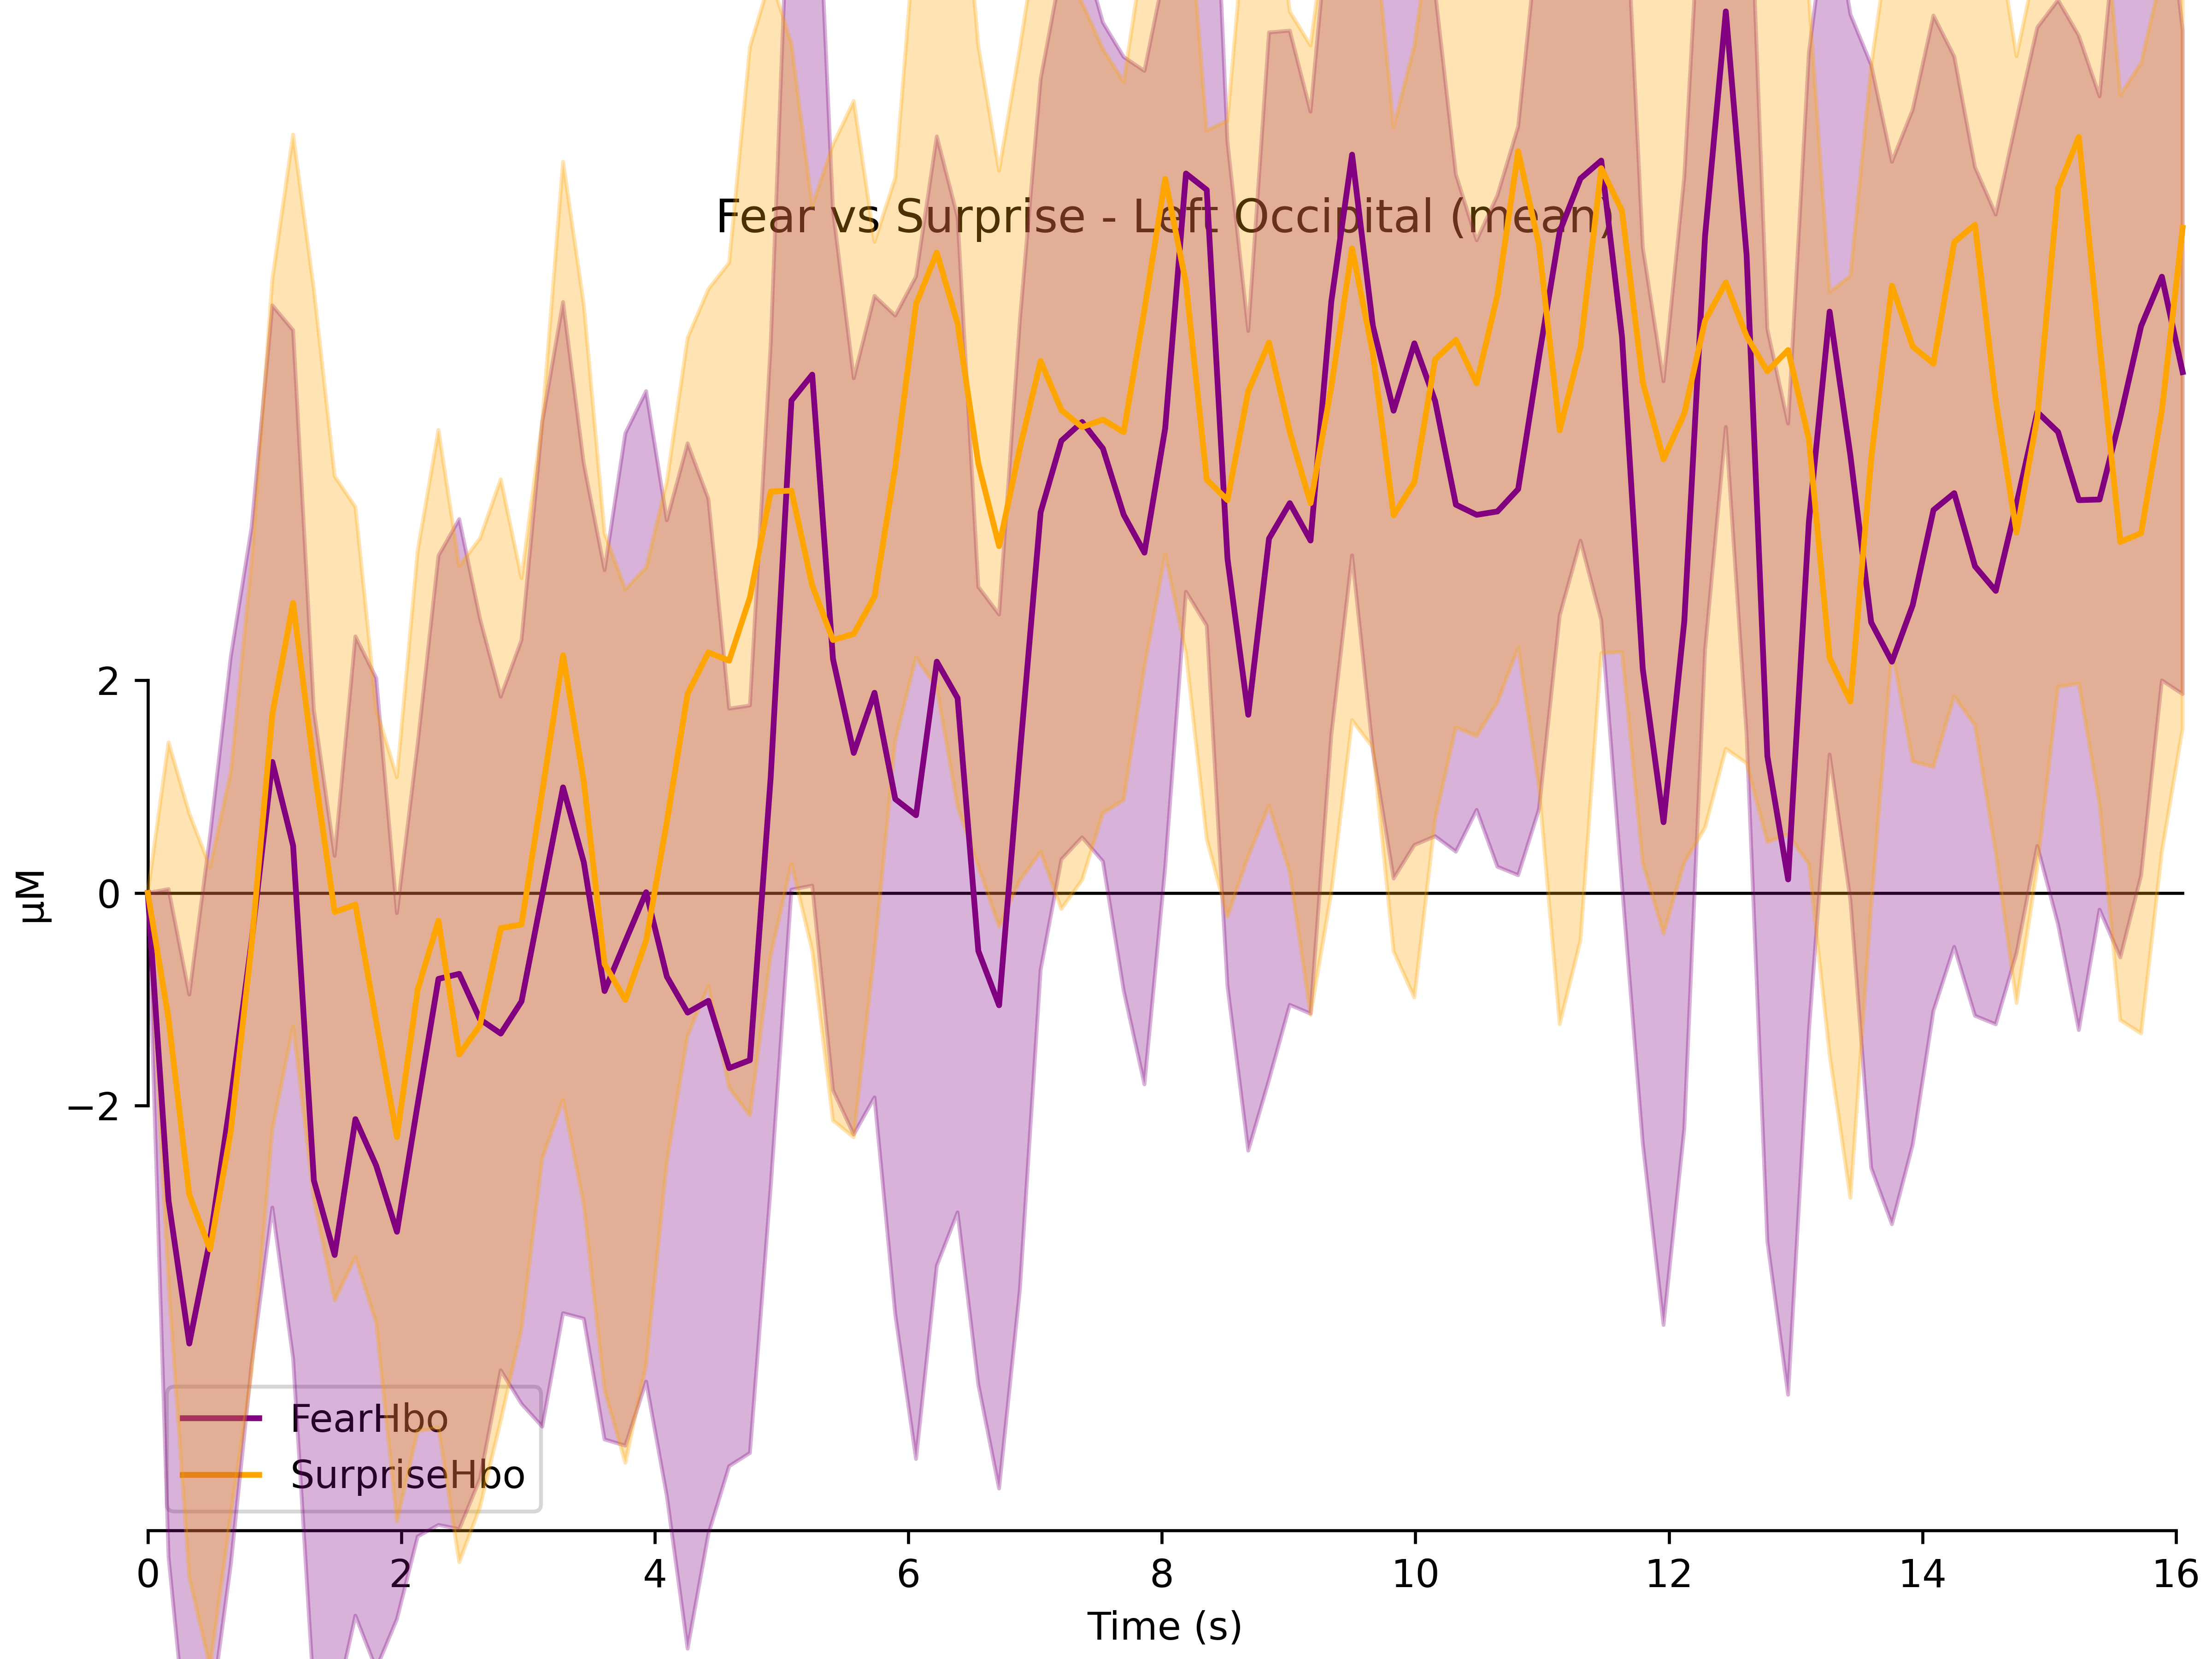 Fear vs Surprise - Left Occipital (mean)
2
0
−2
µM
FearHbo
SurpriseHbo
0 2 4 6 8 10 12 14 16
Time (s)